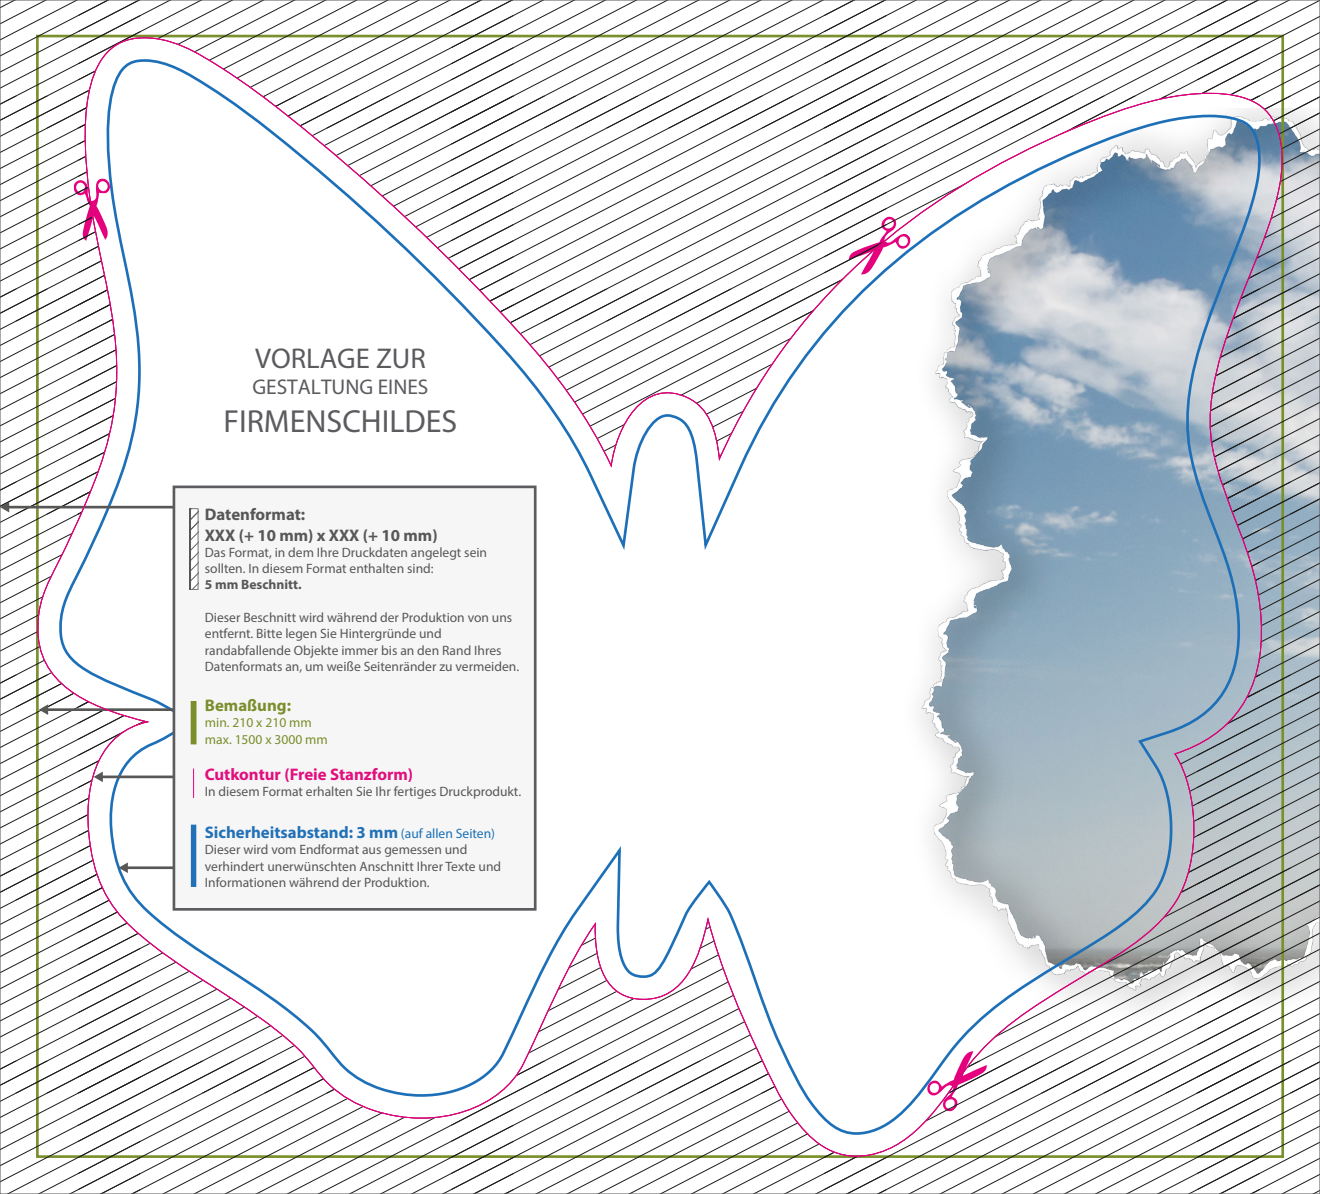 VORLAGE ZUR
GESTALTUNG EINES
FIRMENSCHILDES
Datenformat:
XXX (+ 10 mm) x XXX (+ 10 mm)
Das Format, in dem Ihre Druckdaten angelegt sein
sollten. In diesem Format enthalten sind:
5 mm Beschnitt.
Dieser Beschnitt wird während der Produktion von uns
entfernt. Bitte legen Sie Hintergründe und
randabfallende Objekte immer bis an den Rand Ihres
Datenformats an, um weiße Seitenränder zu vermeiden.
Bemaßung:
min. 210 x 210 mm
max. 1500 x 3000 mm
Cutkontur (Freie Stanzform)
In diesem Format erhalten Sie Ihr fertiges Druckprodukt.
Sicherheitsabstand: 3 mm (auf allen Seiten)
Dieser wird vom Endformat aus gemessen und
verhindert unerwünschten Anschnitt Ihrer Texte und
Informationen während der Produktion.